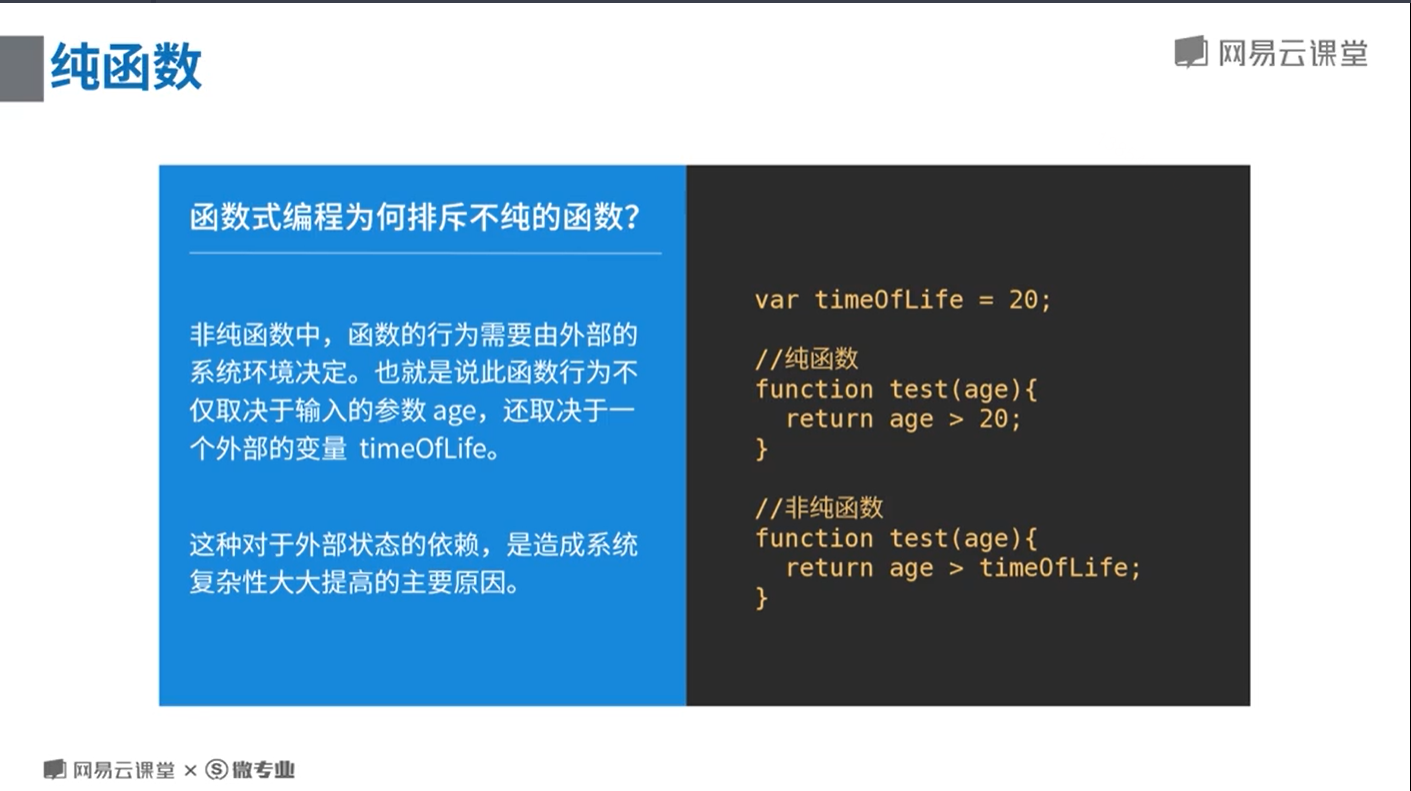 纯函数
网易云课堂
函数式编程为何排斥不纯的函数？
非纯函数中，函数的行为需要由外部的
系统环境决定。也就是说此函数行为不
仅取决于输入的参数 age，还取决于一
个外部的变量 timeOfLife。
这种对于外部状态的依赖，是造成系统
复杂性大大提高的主要原因。
var timeOfLife = 20;
//纯函数
function test(age){
  return age > 20;
}
//非纯函数
function test(age){
  return age > timeOfLife;
}
网易云课堂 × Ⓢ微专业